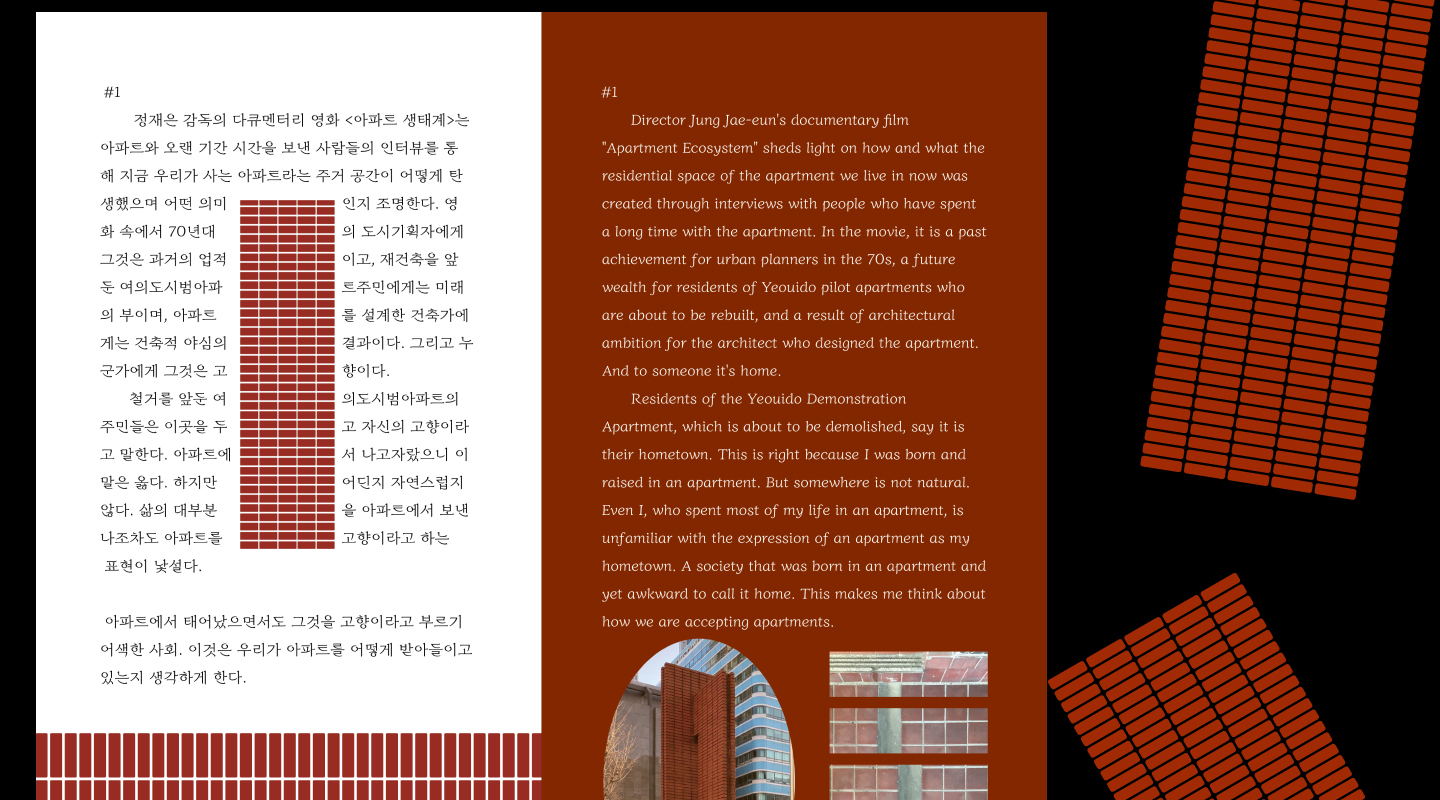 #1
정재은 감독의 다큐멘터리 영화 <아파트 생태계>는
아파트와 오랜 기간 시간을 보낸 사람들의 인터뷰를 통
해 지금 우리가 사는 아파트라는 주거 공간이 어떻게 탄
생했으며 어떤 의미 인지 조명한다. 영
화 속에서 70년대 의 도시기획자에게
그것은 과거의 업적 이고, 재건축을 앞
둔 여의도시범아파 트주민에게는 미래
의 부이며, 아파트 를 설계한 건축가에
게는 건축적 야심의 결과이다. 그리고 누
군가에게 그것은 고 향이다.
철거를 앞둔 여 의도시범아파트의
주민들은 이곳을 두 고 자신의 고향이라
고 말한다. 아파트에 서 나고자랐으니 이
말은 옳다. 하지만 어딘지 자연스럽지
않다. 삶의 대부분 을 아파트에서 보낸
나조차도 아파트를 고향이라고 하는
표현이 낯설다.
아파트에서 태어났으면서도 그것을 고향이라고 부르기
어색한 사회. 이것은 우리가 아파트를 어떻게 받아들이고
있는지 생각하게 한다.
#1
Director Jung Jae-eun's documentary film
"Apartment Ecosystem" sheds light on how and what the
residential space of the apartment we live in now was
created through interviews with people who have spent
a long time with the apartment. In the movie, it is a past
achievement for urban planners in the 70s, a future
wealth for residents of Yeouido pilot apartments who
are about to be rebuilt, and a result of architectural
ambition for the architect who designed the apartment.
And to someone it's home.
Residents of the Yeouido Demonstration
Apartment, which is about to be demolished, say it is
their hometown. This is right because I was born and
raised in an apartment. But somewhere is not natural.
Even I, who spent most of my life in an apartment, is
unfamiliar with the expression of an apartment as my
hometown. A society that was born in an apartment and
yet awkward to call it home. This makes me think about
how we are accepting apartments.